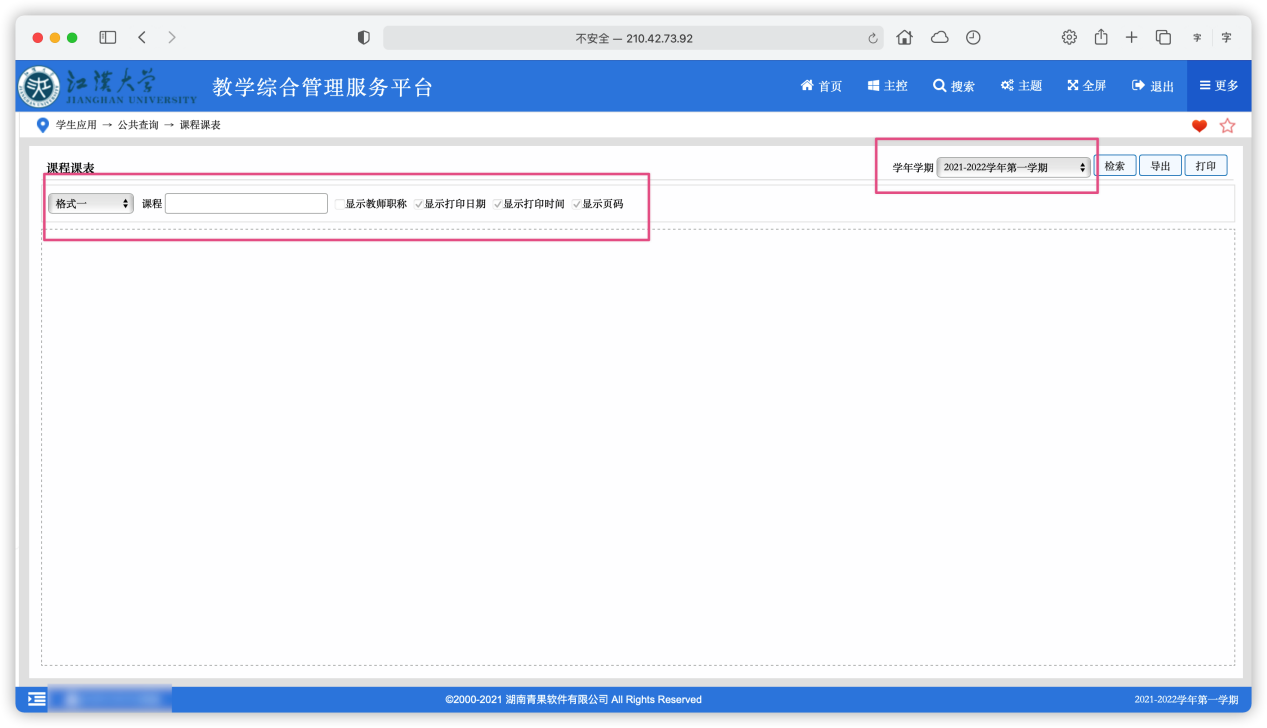 不安全 — 210.42.73.92
字 字
江汉大学
JIANGHAN UNIVERSITY
教学综合管理服务平台
首页 主控 搜索 主题 全屏 退出 更多
学生应用 → 公共查询 → 课程课表
课程课表
学年学期 2021-2022学年第一学期 检索 导出 打印
格式一 课程 显示教师职称 显示打印日期 显示打印时间 显示页码
©2000-2021 湖南青果软件有限公司 All Rights Reserved
2021-2022学年第一学期